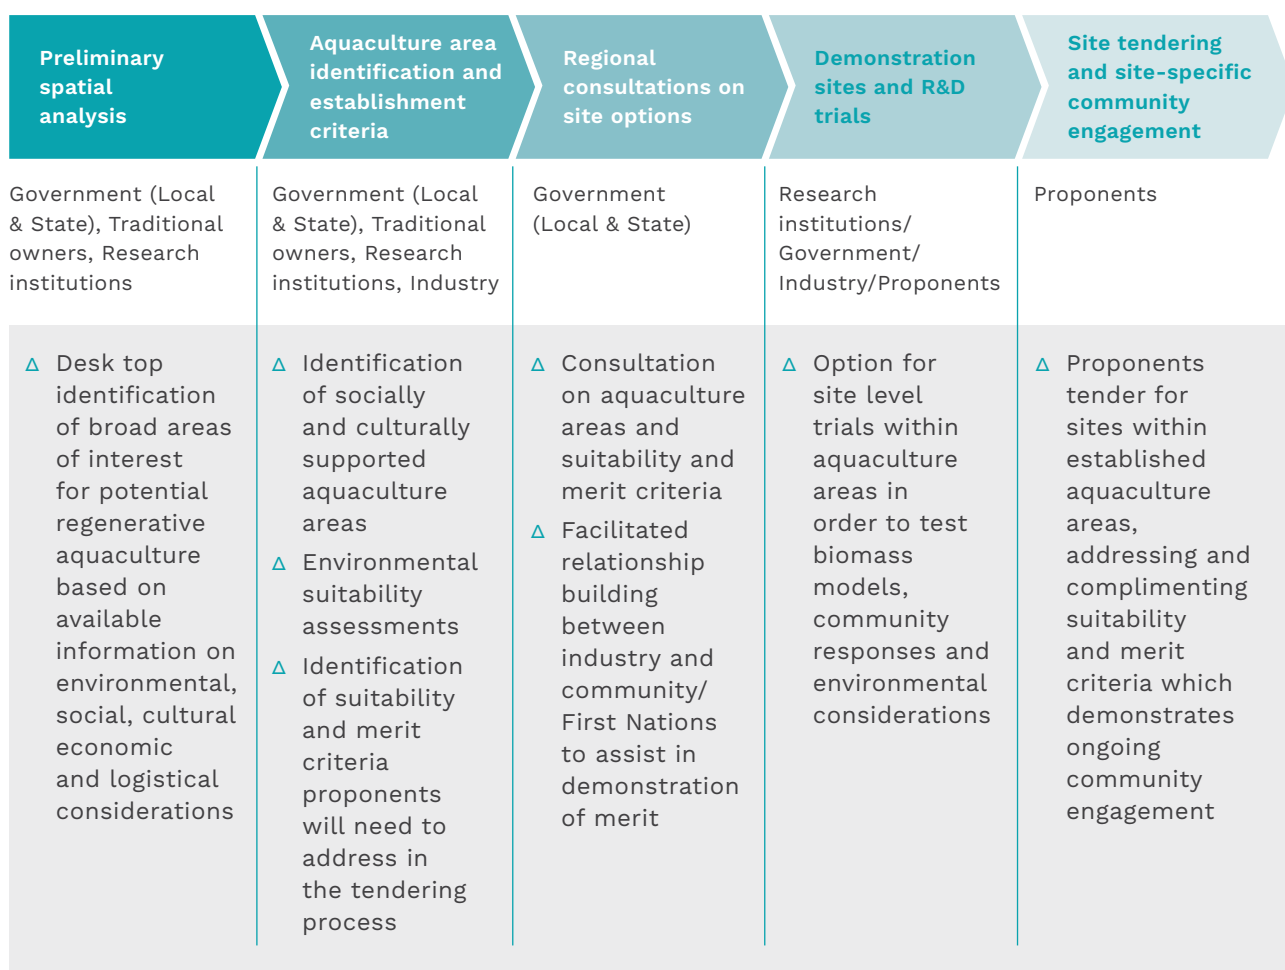 Preliminary
spatial
analysis
Aquaculture area
identification and
establishment
criteria
Regional
consultations on
site options
Demonstration
sites and R&D
trials
Site tendering
and site-specific
community
engagement
Government (Local
& State), Traditional
owners, Research
institutions
Government (Local
& State), Traditional
owners, Research
institutions, Industry
Government
(Local & State)
Research
institutions/
Government/
Industry/Proponents
Proponents
Δ Desk top
identification
of broad areas
of interest
for potential
regenerative
aquaculture
based on
available
information on
environmental,
social, cultural
economic
and logistical
considerations
Δ Identification
of socially
and culturally
supported
aquaculture
areas
Δ Environmental
suitability
assessments
Δ Identification
of suitability
and merit
criteria
proponents
will need to
address in
the tendering
process
Δ Consultation
on aquaculture
areas and
suitability and
merit criteria
Δ Facilitated
relationship
building
between
industry and
community/
First Nations
to assist in
demonstration
of merit
Δ Option for
site level
trials within
aquaculture
areas in
order to test
biomass
models,
community
responses and
environmental
considerations
Δ Proponents
tender for
sites within
established
aquaculture
areas,
addressing and
complimenting
suitability
and merit
criteria which
demonstrates
ongoing
community
engagement